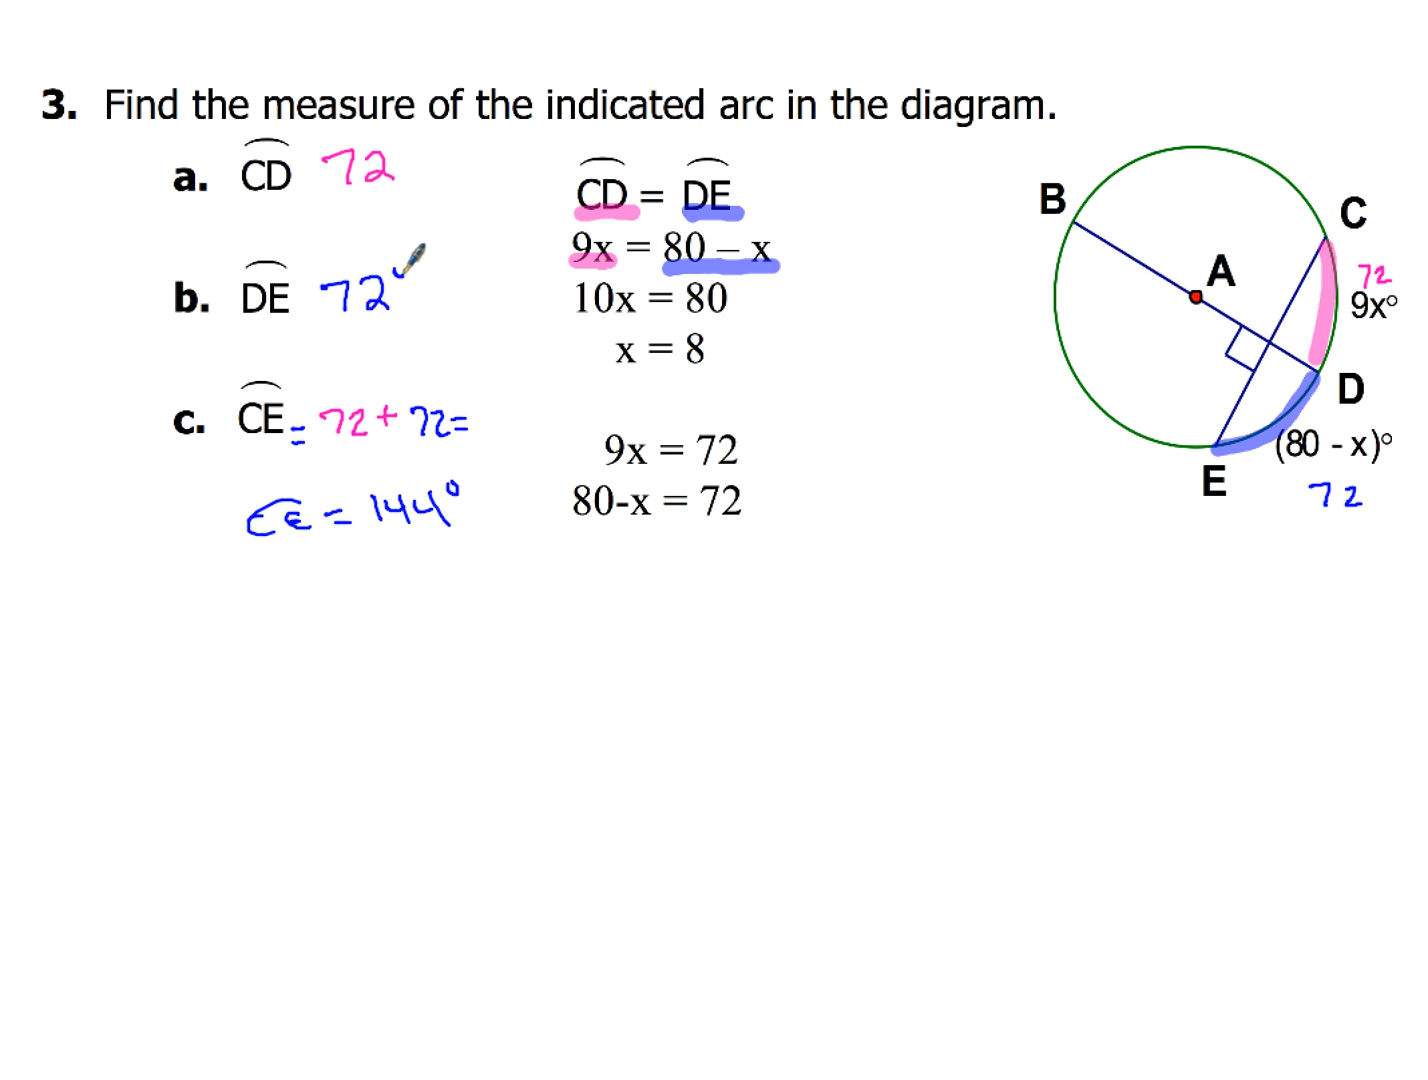 3. Find the measure of the indicated arc in the diagram.
a. CD 72
b. DE 72°
c. CE = 72 + 72 =
CE = 144°
CD = DE
9x = 80 – x
10x = 80
x = 8
9x = 72
80-x = 72
B
C
A
72
9x°
D
(80 - x)°
E
72